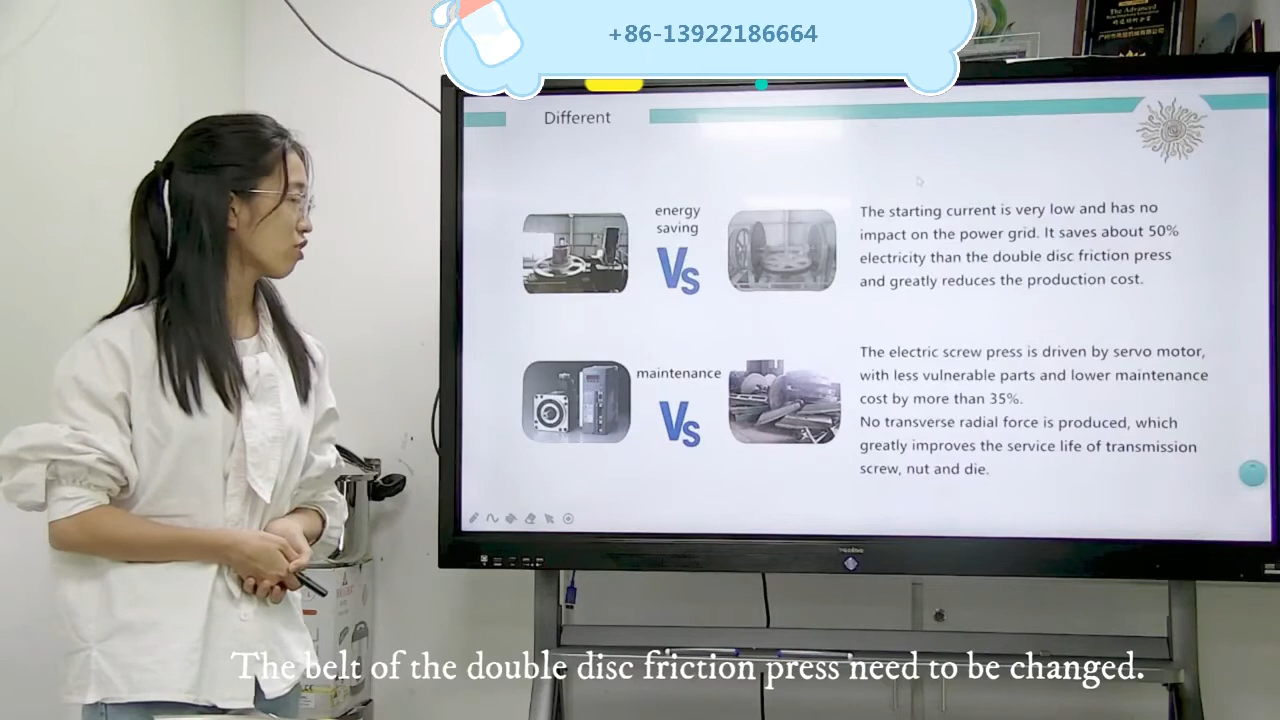 +86-13922186664
The Advanced
Different
energy
saving
Vs
The starting current is very low and has no
impact on the power grid. It saves about 50%
electricity than the double disc friction press
and greatly reduces the production cost.
maintenance
Vs
The electric screw press is driven by servo motor,
with less vulnerable parts and lower maintenance
cost by more than 35%.
No transverse radial force is produced, which
greatly improves the service life of transmission
screw, nut and die.
The belt of the double disc friction press need to be changed.